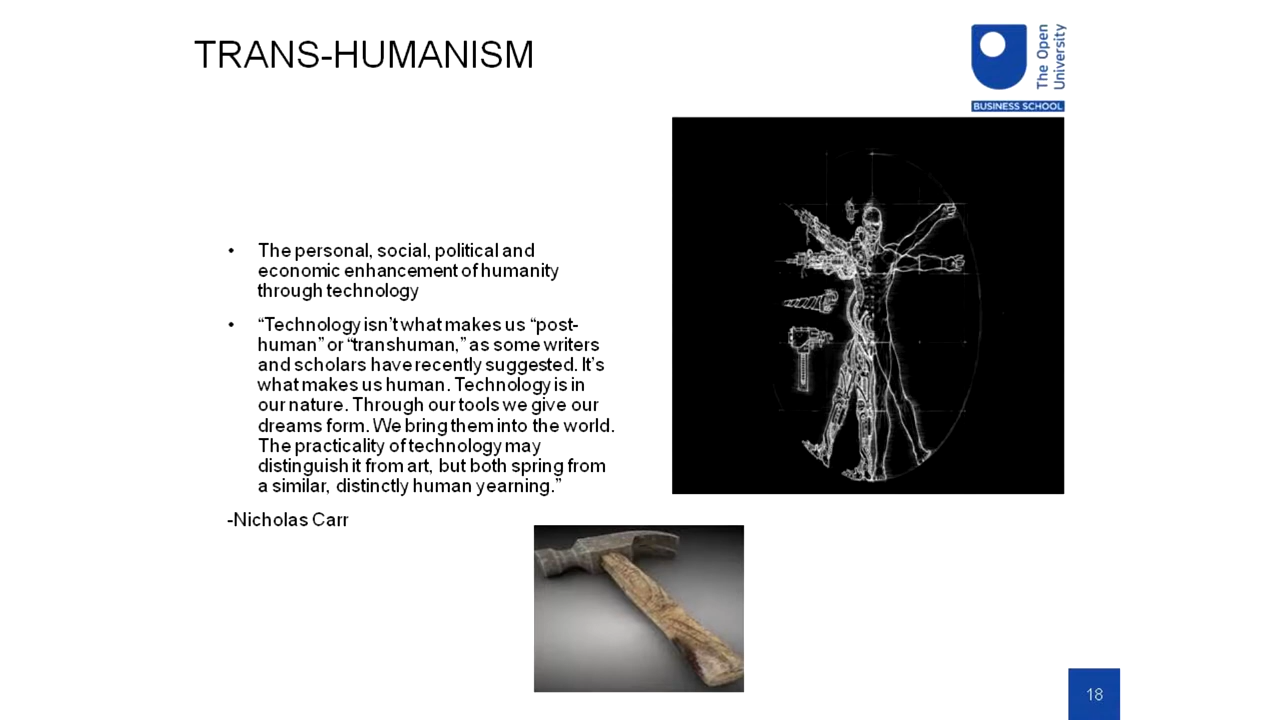 TRANS-HUMANISM
The Open
University
BUSINESS SCHOOL
• The personal, social, political and
economic enhancement of humanity
through technology
• “Technology isn’t what makes us “post-
human” or “transhuman,” as some writers
and scholars have recently suggested. It’s
what makes us human. Technology is in
our nature. Through our tools we give our
dreams form. We bring them into the world.
The practicality of technology may
distinguish it from art, but both spring from
a similar, distinctly human yearning.”
-Nicholas Carr
18